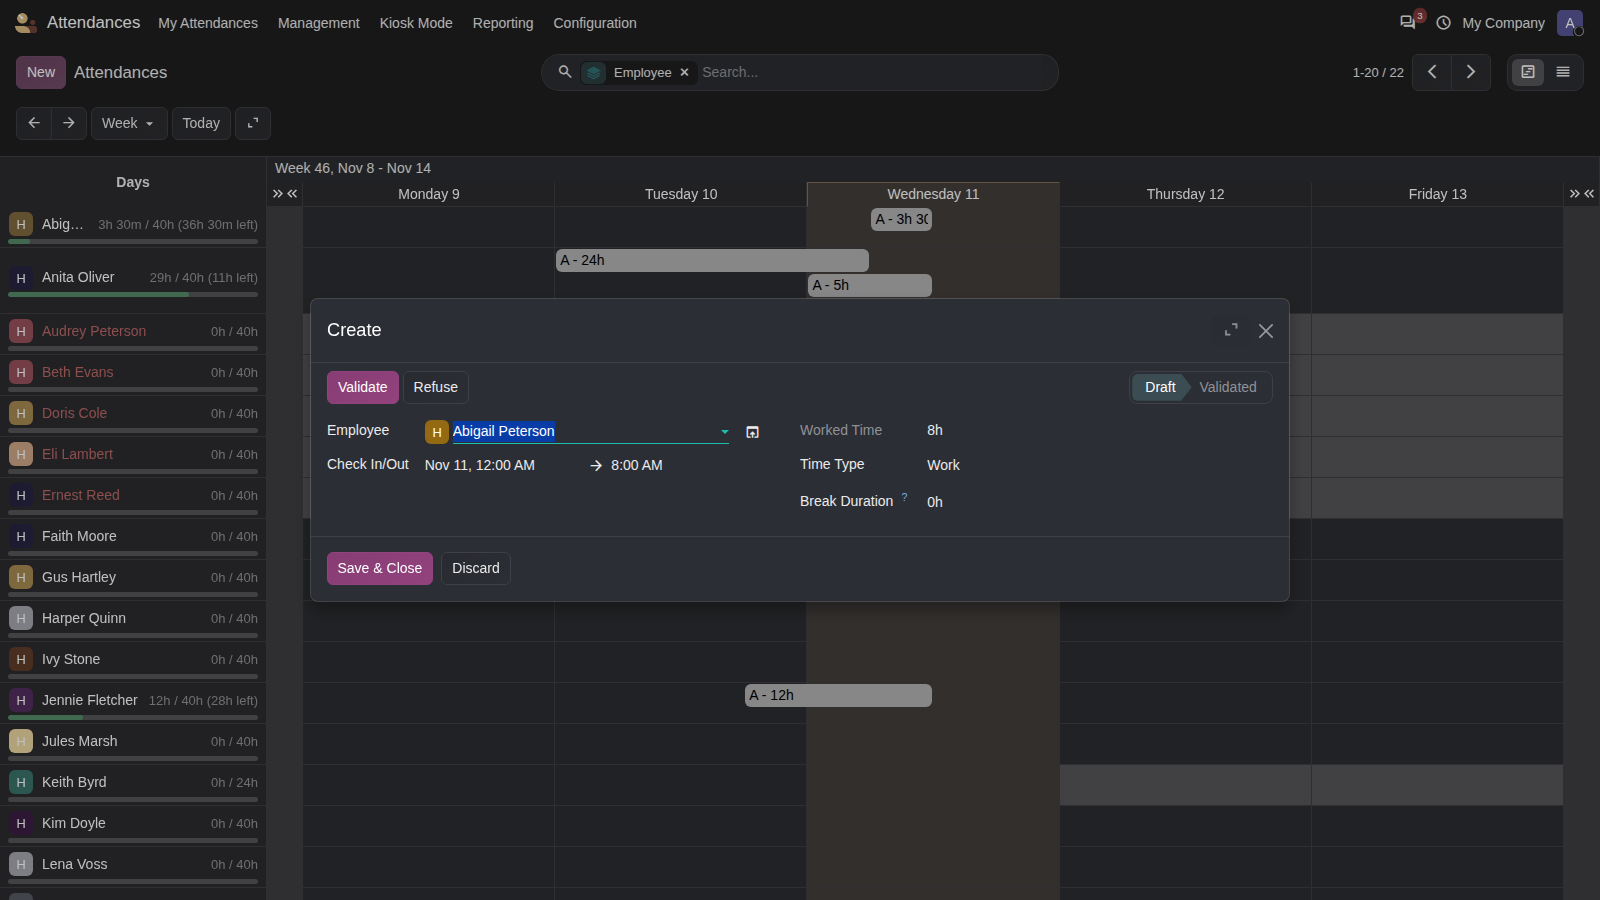 Attendances My Attendances Management Kiosk Mode Reporting Configuration 3 My Company A
New Attendances Employee × Search... 1-20 / 22
Week Today
Week 46, Nov 8 - Nov 14
Days Monday 9 Tuesday 10 Wednesday 11 Thursday 12 Friday 13
H Abig… 3h 30m / 40h (36h 30m left) A - 3h 30
A - 24h
H Anita Oliver 29h / 40h (11h left) A - 5h
H Audrey Peterson 0h / 40h
H Beth Evans 0h / 40h
H Doris Cole 0h / 40h
H Eli Lambert 0h / 40h
H Ernest Reed 0h / 40h
H Faith Moore 0h / 40h
H Gus Hartley 0h / 40h
H Harper Quinn 0h / 40h
H Ivy Stone 0h / 40h
H Jennie Fletcher 12h / 40h (28h left) A - 12h
H Jules Marsh 0h / 40h
H Keith Byrd 0h / 24h
H Kim Doyle 0h / 40h
H Lena Voss 0h / 40h
Create
Validate Refuse Draft Validated
Employee H Abigail Peterson Worked Time 8h
Check In/Out Nov 11, 12:00 AM 8:00 AM Time Type Work
Break Duration ? 0h
Save & Close Discard